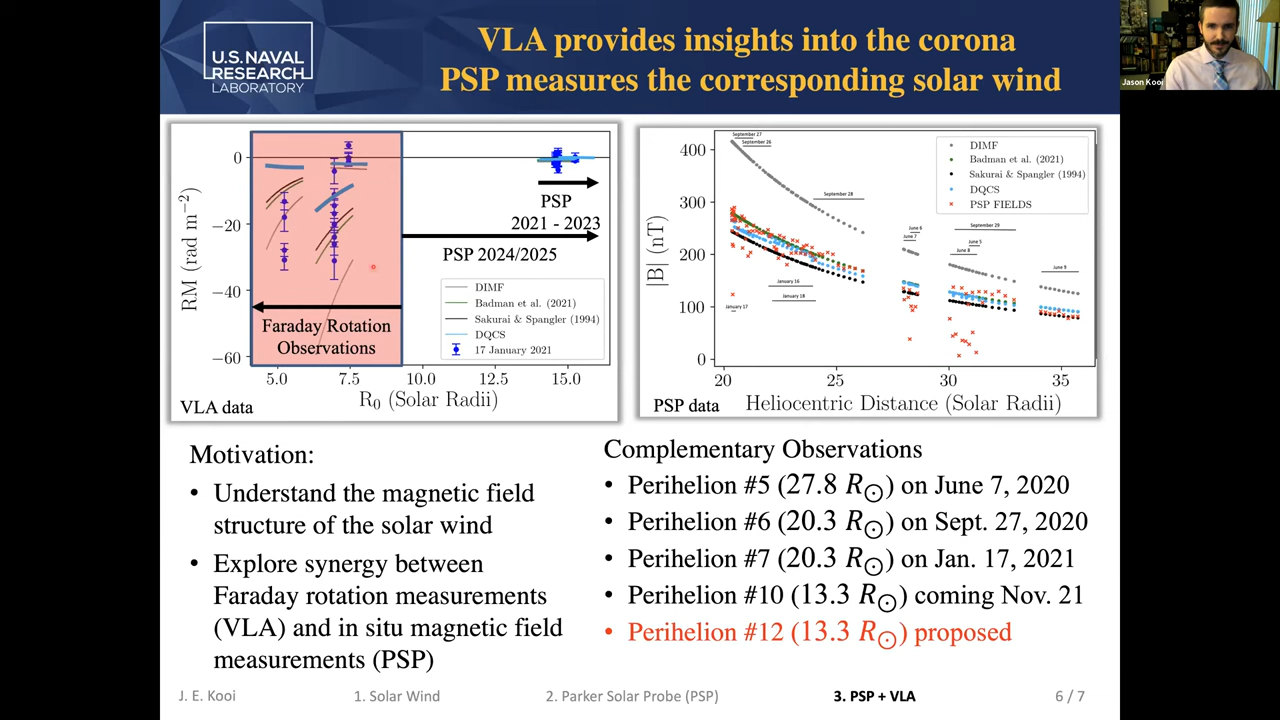 U.S. NAVAL
RESEARCH
LABORATORY
VLA provides insights into the corona
PSP measures the corresponding solar wind
Jason Kooi
RM (rad m−2)
0
−20
−40
−60
5.0 7.5 10.0 12.5 15.0
R0 (Solar Radii)
PSP
2021 - 2023
PSP 2024/2025
Faraday Rotation
Observations
DIMF
Badman et al. (2021)
Sakurai & Spangler (1994)
DQCS
17 January 2021
VLA data
|B| (nT)
400
300
200
100
0
20 25 30 35
Heliocentric Distance (Solar Radii)
September 27
September 26
September 28
June 6
June 7
September 29
June 5
June 8
June 9
January 16
January 18
January 17
DIMF
Badman et al. (2021)
Sakurai & Spangler (1994)
DQCS
PSP FIELDS
PSP data
Motivation:
• Understand the magnetic field
structure of the solar wind
• Explore synergy between
Faraday rotation measurements
(VLA) and in situ magnetic field
measurements (PSP)
Complementary Observations
• Perihelion #5 (27.8 R⊙) on June 7, 2020
• Perihelion #6 (20.3 R⊙) on Sept. 27, 2020
• Perihelion #7 (20.3 R⊙) on Jan. 17, 2021
• Perihelion #10 (13.3 R⊙) coming Nov. 21
• Perihelion #12 (13.3 R⊙) proposed
J. E. Kooi 1. Solar Wind 2. Parker Solar Probe (PSP) 3. PSP + VLA 6 / 7